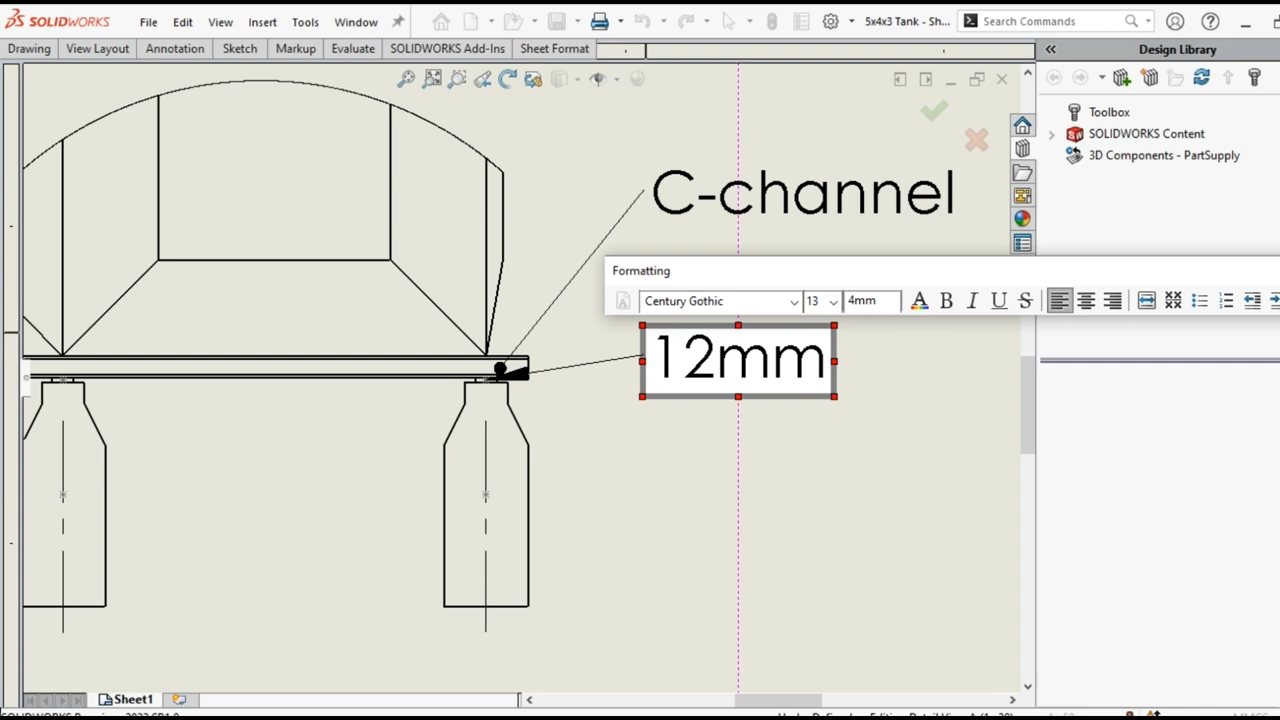 SOLIDWORKS File Edit View Insert Tools Window 5x4x3 Tank - Sh... Search Commands
Drawing View Layout Annotation Sketch Markup Evaluate SOLIDWORKS Add-Ins Sheet Format Design Library
Toolbox
SOLIDWORKS Content
3D Components - PartSupply
C-channel
Formatting
Century Gothic 13 4mm A B I U S
12mm
Sheet1